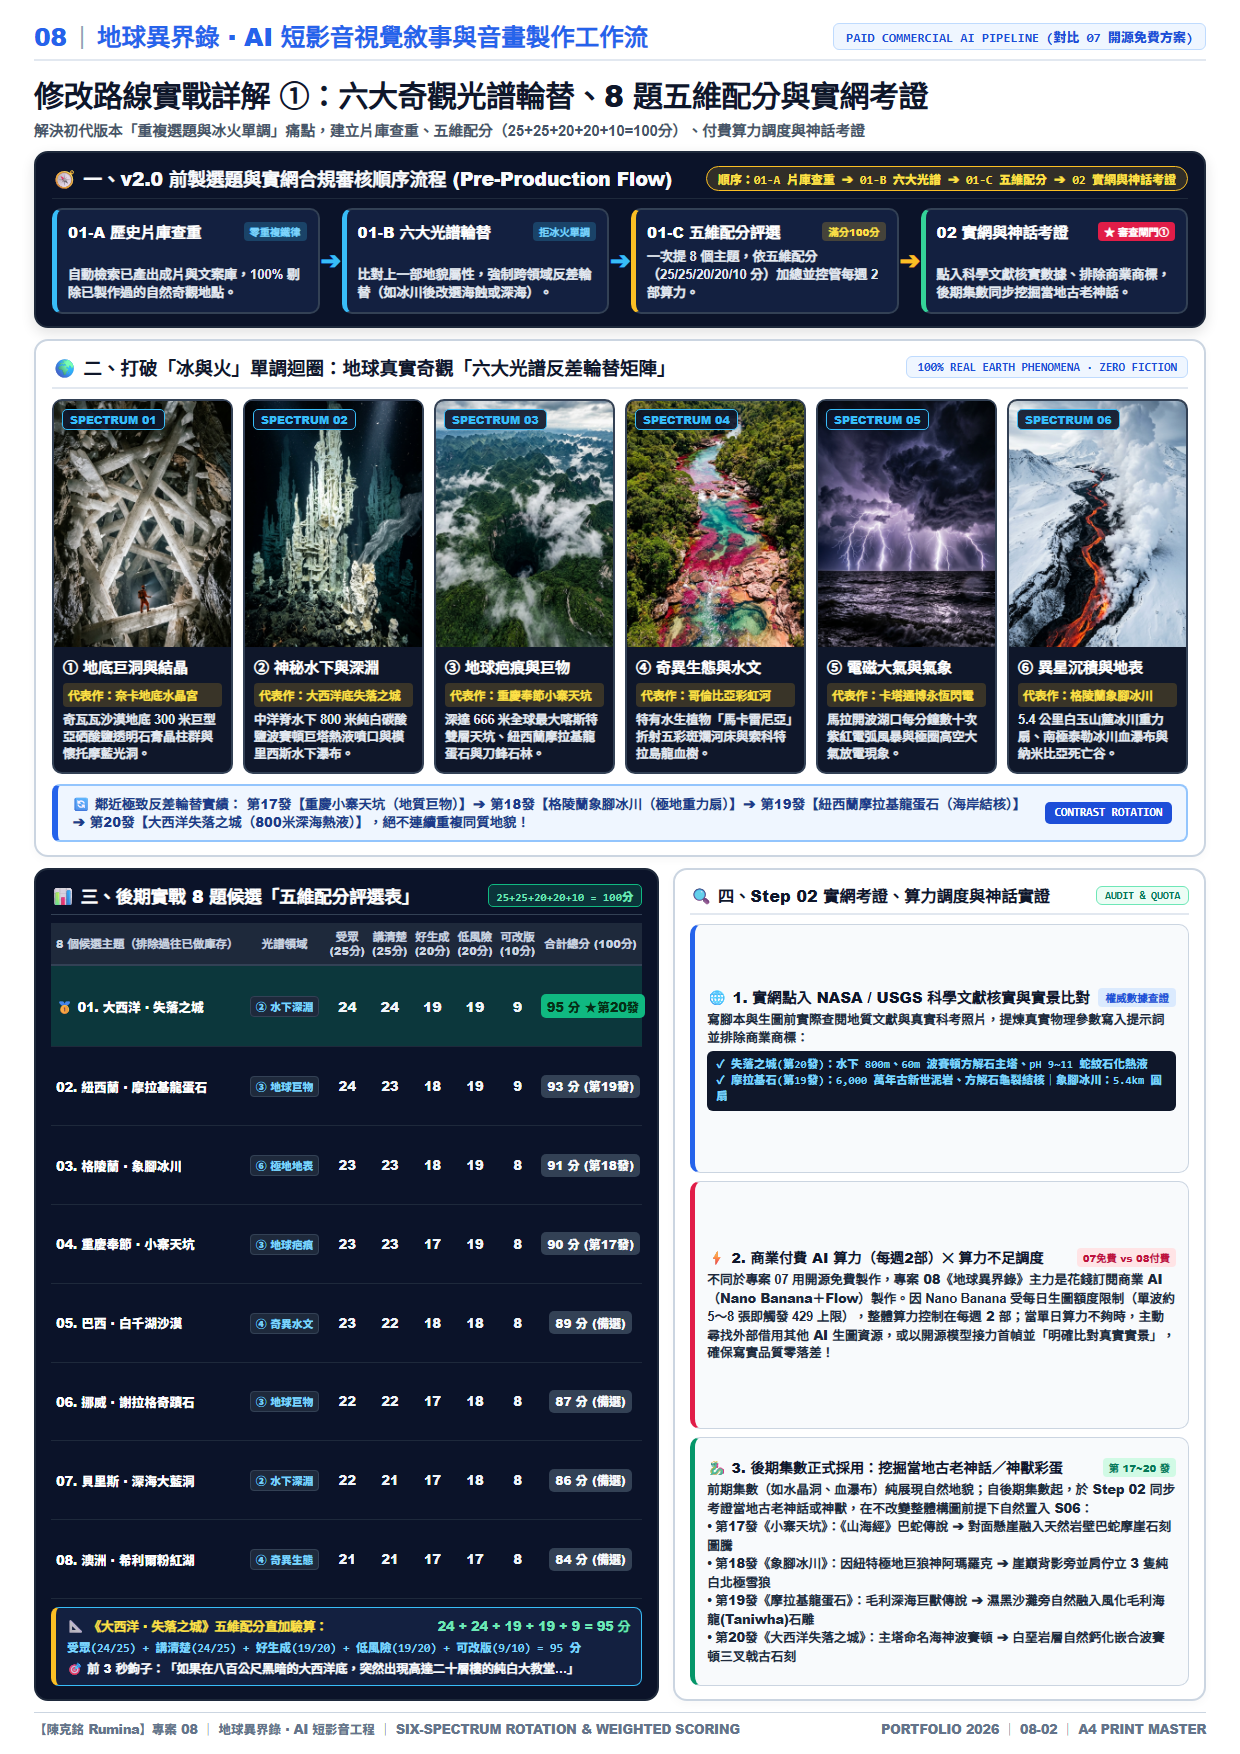 08｜地球異界錄・AI 短影音視覺敘事與音畫製作工作流
PAID COMMERCIAL AI PIPELINE (對比 07 開源免費方案)
修改路線實戰詳解 ①：六大奇觀光譜輪替、8 題五維配分與實網考證
解決初代版本「重複選題與冰火單調」痛點，建立片庫查重、五維配分（25+25+20+20+10=100分）、付費算力調度與神話考證
🧭 一、v2.0 前製選題與實網合規審核順序流程 (Pre-Production Flow)
順序：01-A 片庫查重 ➔ 01-B 六大光譜 ➔ 01-C 五維配分 ➔ 02 實網與神話考證
01-A 歷史片庫查重
零重複鐵律
自動檢索已產出成片與文案庫，100% 剔
除已製作過的自然奇觀地點。
➔
01-B 六大光譜輪替
拒冰火單調
比對上一部地貌屬性，強制跨領域反差輪
替（如冰川後改選海蝕或深海）。
➔
01-C 五維配分評選
滿分100分
一次提 8 個主題，依五維配分
（25/25/20/20/10 分）加總並控管每週 2
部算力。
➔
02 實網與神話考證
★ 審查閘門①
點入科學文獻核實數據、排除商業商標，
後期集數同步挖掘當地古老神話。
🌍 二、打破「冰與火」單調迴圈：地球真實奇觀「六大光譜反差輪替矩陣」
100% REAL EARTH PHENOMENA · ZERO FICTION
SPECTRUM 01
① 地底巨洞與結晶
代表作：奈卡地底水晶宮
奇瓦瓦沙漠地底 300 米巨型
亞硒酸鹽透明石膏晶柱群與
懷托摩藍光洞。
SPECTRUM 02
② 神秘水下與深淵
代表作：大西洋底失落之城
中洋脊水下 800 米純白碳酸
鹽波賽頓巨塔熱液噴口與模
里西斯水下瀑布。
SPECTRUM 03
③ 地球疤痕與巨物
代表作：重慶奉節小寨天坑
深達 666 米全球最大喀斯特
雙層天坑、紐西蘭摩拉基龍
蛋石與刀鋒石林。
SPECTRUM 04
④ 奇異生態與水文
代表作：哥倫比亞彩虹河
特有水生植物「馬卡雷尼亞」
折射五彩斑斕河床與索科特
拉島龍血樹。
SPECTRUM 05
⑤ 電磁大氣與氣象
代表作：卡塔通博永恆閃電
馬拉開波湖口每分鐘數十次
紫紅電弧風暴與極圈高空大
氣放電現象。
SPECTRUM 06
⑥ 異星沉積與地表
代表作：格陵蘭象腳冰川
5.4 公里白玉山麓冰川重力
扇、南極泰勒冰川血瀑布與
納米比亞死亡谷。
🔄 鄰近極致反差輪替實績： 第17發【重慶小寨天坑（地質巨物）】➔ 第18發【格陵蘭象腳冰川（極地重力扇）】➔ 第19發【紐西蘭摩拉基龍蛋石（海岸結核）】
➔ 第20發【大西洋失落之城（800米深海熱液）】，絕不連續重複同質地貌！
CONTRAST ROTATION
📊 三、後期實戰 8 題候選「五維配分評選表」
25+25+20+20+10 = 100分
8 個候選主題（排除過往已做庫存） 光譜領域 受眾 (25分) 講清楚 (25分) 好生成 (20分) 低風險 (20分) 可改版 (10分) 合計總分 (100分)
🥇 01. 大西洋・失落之城 ② 水下深淵 24 24 19 19 9 95 分 ★第20發
02. 紐西蘭・摩拉基龍蛋石 ③ 地球巨物 24 23 18 19 9 93 分 (第19發)
03. 格陵蘭・象腳冰川 ⑥ 極地地表 23 23 18 19 8 91 分 (第18發)
04. 重慶奉節・小寨天坑 ③ 地球疤痕 23 23 17 19 8 90 分 (第17發)
05. 巴西・白千湖沙漠 ④ 奇異水文 23 22 18 18 8 89 分 (備選)
06. 挪威・謝拉格奇蹟石 ③ 地球巨物 22 22 17 18 8 87 分 (備選)
07. 貝里斯・深海大藍洞 ② 水下深淵 22 21 17 18 8 86 分 (備選)
08. 澳洲・希利爾粉紅湖 ④ 奇異生態 21 21 17 17 8 84 分 (備選)
📐 《大西洋・失落之城》五維配分直加驗算： 24 + 24 + 19 + 19 + 9 = 95 分
受眾(24/25) + 講清楚(24/25) + 好生成(19/20) + 低風險(19/20) + 可改版(9/10) = 95 分
🎯 前 3 秒鉤子：「如果在八百公尺黑暗的大西洋底，突然出現高達二十層樓的純白大教堂...」
🔍 四、Step 02 實網考證、算力調度與神話實證
AUDIT & QUOTA
🌐 1. 實網點入 NASA / USGS 科學文獻核實與實景比對
權威數據查證
寫腳本與生圖前實際查閱地質文獻與真實科考照片，提煉真實物理參數寫入提示詞
並排除商業商標：
✓ 失落之城(第20發)：水下 800m、60m 波賽頓方解石主塔、pH 9~11 蛇紋石化熱液
✓ 摩拉基石(第19發)：6,000 萬年古新世泥岩、方解石龜裂結核｜象腳冰川：5.4km 圓
扇
⚡ 2. 商業付費 AI 算力（每週2部）✕ 算力不足調度
07免費 vs 08付費
不同於專案 07 用開源免費製作，專案 08《地球異界錄》主力是花錢訂閱商業 AI
（Nano Banana＋Flow）製作。因 Nano Banana 受每日生圖額度限制（單波約
5～8 張即觸發 429 上限），整體算力控制在每週 2 部；當單日算力不夠時，主動
尋找外部借用其他 AI 生圖資源，或以開源模型接力首幀並「明確比對真實實景」，
確保寫實品質零落差！
🐉 3. 後期集數正式採用：挖掘當地古老神話／神獸彩蛋
第 17~20 發
前期集數（如水晶洞、血瀑布）純展現自然地貌；自後期集數起，於 Step 02 同步
考證當地古老神話或神獸，在不改變整體構圖前提下自然置入 S06：
• 第17發《小寨天坑》：《山海經》巴蛇傳說 ➔ 對面懸崖融入天然岩壁巴蛇摩崖石刻
圖騰
• 第18發《象腳冰川》：因紐特極地巨狼神阿瑪羅克 ➔ 崖巔背影旁並肩佇立 3 隻純
白北極雪狼
• 第19發《摩拉基龍蛋石》：毛利深海巨獸傳說 ➔ 濕黑沙灘旁自然融入風化毛利海
龍(Taniwha)石雕
• 第20發《大西洋失落之城》：主塔命名海神波賽頓 ➔ 白堊岩層自然鈣化嵌合波賽
頓三叉戟古石刻
【陳克銘 Rumina】專案 08 ｜ 地球異界錄・AI 短影音工程 ｜ SIX-SPECTRUM ROTATION & WEIGHTED SCORING
PORTFOLIO 2026 ｜ 08-02 ｜ A4 PRINT MASTER